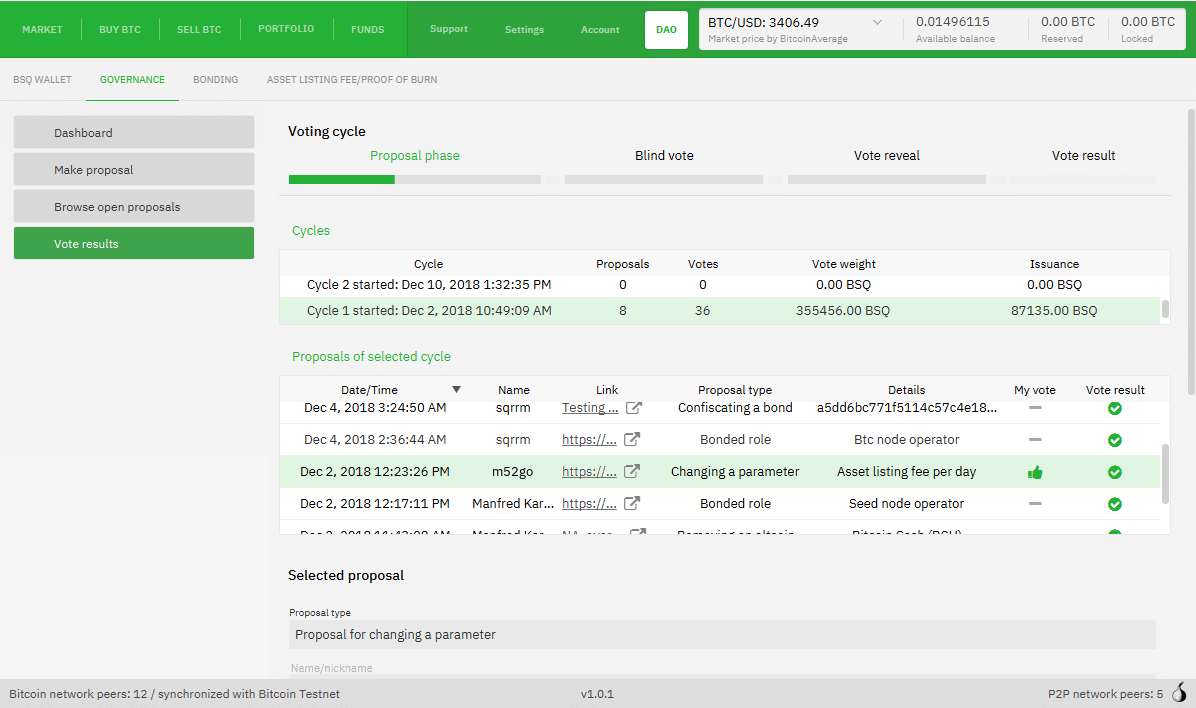 MARKET BUY BTC SELL BTC PORTFOLIO FUNDS Support Settings Account DAO BTC/USD: 3406.49 0.01496115 0.00 BTC 0.00 BTC
Market price by BitcoinAverage Available balance Reserved Locked
BSQ WALLET GOVERNANCE BONDING ASSET LISTING FEE/PROOF OF BURN
Dashboard
Make proposal
Browse open proposals
Vote results
Voting cycle
Proposal phase Blind vote Vote reveal Vote result
Cycles
Cycle Proposals Votes Vote weight Issuance
Cycle 2 started: Dec 10, 2018 1:32:35 PM 0 0 0.00 BSQ 0.00 BSQ
Cycle 1 started: Dec 2, 2018 10:49:09 AM 8 36 355456.00 BSQ 87135.00 BSQ
Proposals of selected cycle
Date/Time Name Link Proposal type Details My vote Vote result
Dec 4, 2018 3:24:50 AM sqrrm Testing ... Confiscating a bond a5dd6bc771f5114c57c4e18...
Dec 4, 2018 2:36:44 AM sqrrm https://... Bonded role Btc node operator
Dec 2, 2018 12:23:26 PM m52go https://... Changing a parameter Asset listing fee per day
Dec 2, 2018 12:17:11 PM Manfred Kar... https://... Bonded role Seed node operator
Selected proposal
Proposal type
Proposal for changing a parameter
Name/nickname
Bitcoin network peers: 12 / synchronized with Bitcoin Testnet v1.0.1 P2P network peers: 5